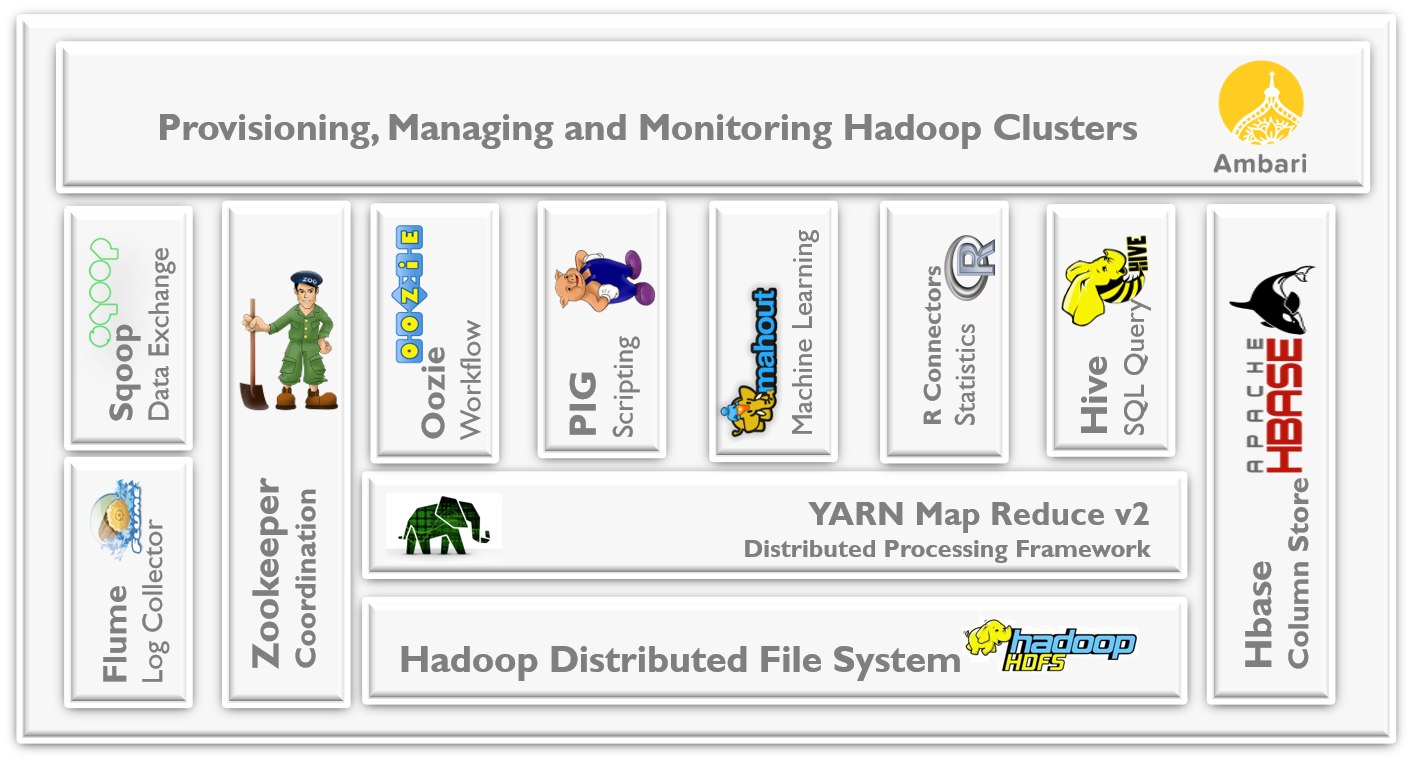 Provisioning, Managing and Monitoring Hadoop Clusters
Ambari
sqoop
Sqoop
Data Exchange
FLUME
Flume
Log Collector
ZOO
Zookeeper
Coordination
OOZIE
Oozie
Workflow
PIG
Scripting
mahout
Machine Learning
R
R Connectors
Statistics
HIVE
Hive
SQL Query
APACHE
HBASE
Hbase
Column Store
YARN Map Reduce v2
Distributed Processing Framework
Hadoop Distributed File System
hadoop
HDFS